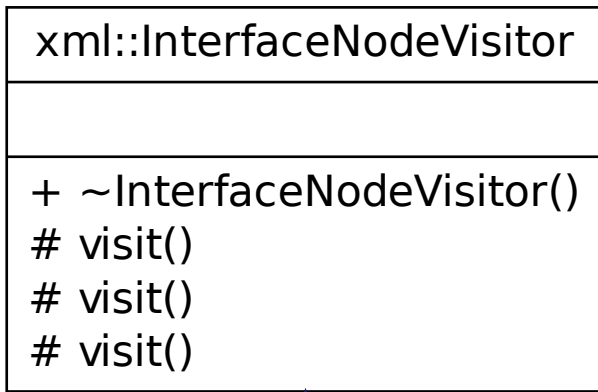 xml::InterfaceNodeVisitor
+ ~InterfaceNodeVisitor()
# visit()
# visit()
# visit()